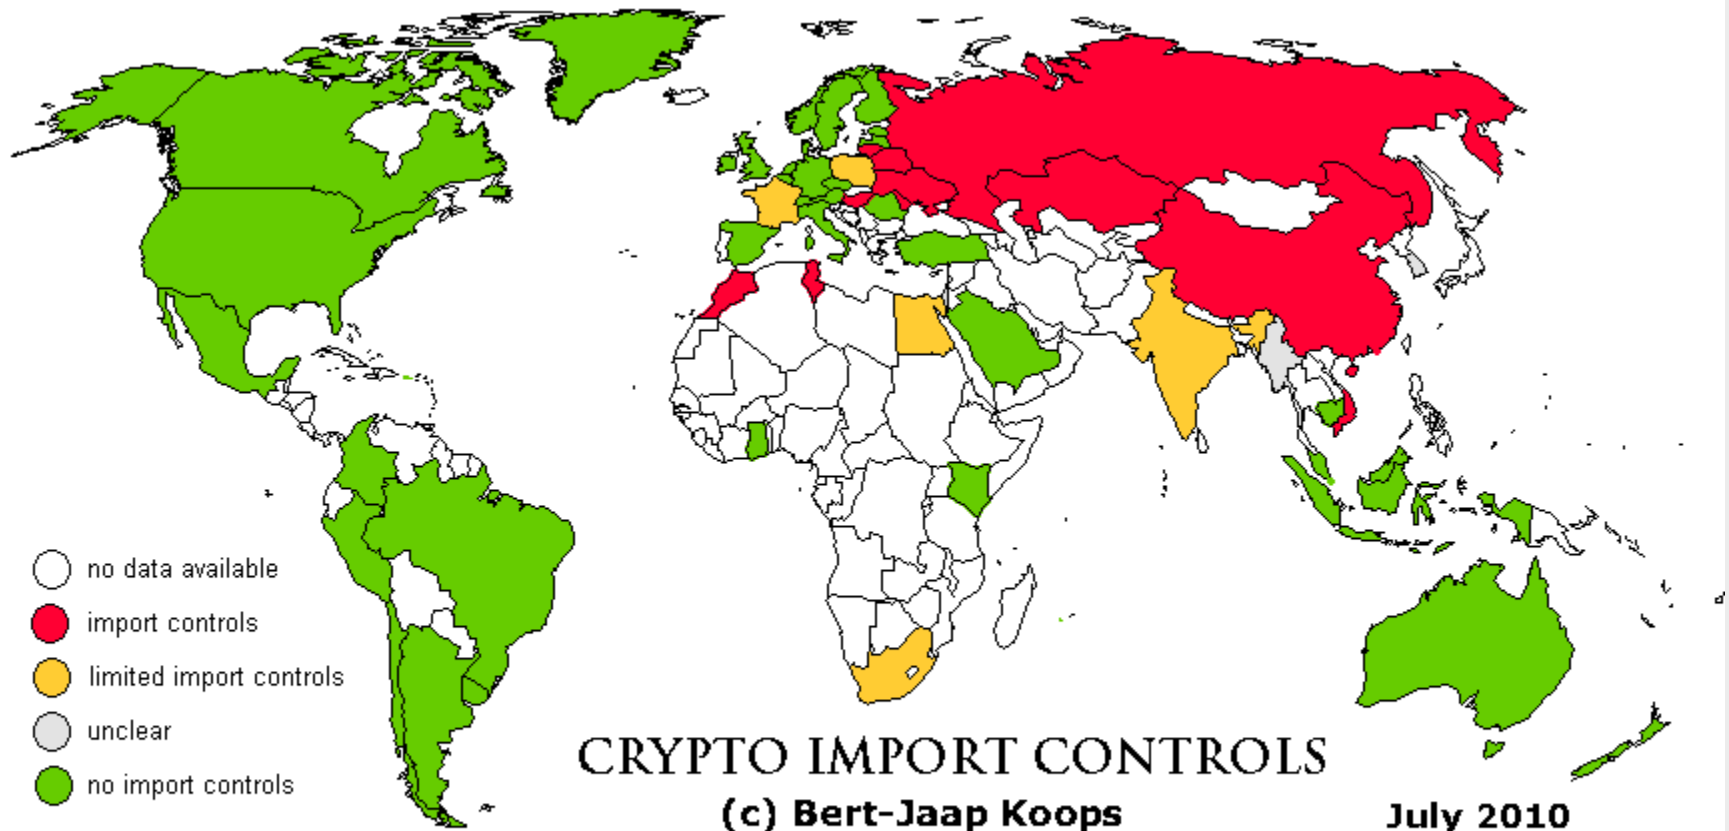 no data available
import controls
limited import controls
unclear
no import controls
CRYPTO IMPORT CONTROLS
(c) Bert-Jaap Koops
July 2010